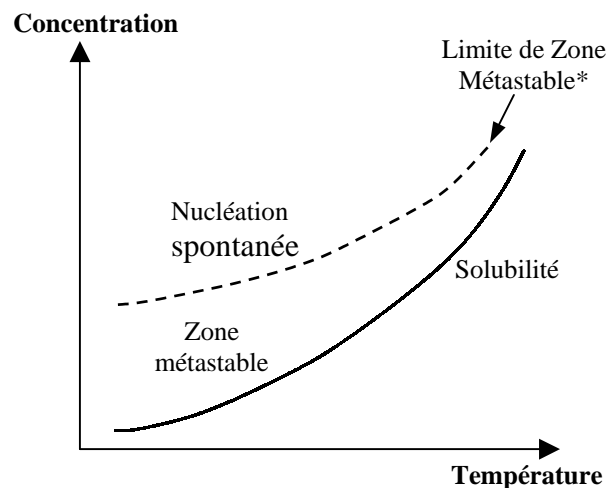 Concentration
Limite de Zone
Métastable*
Nucléation
spontanée
Solubilité
Zone
métastable
Température